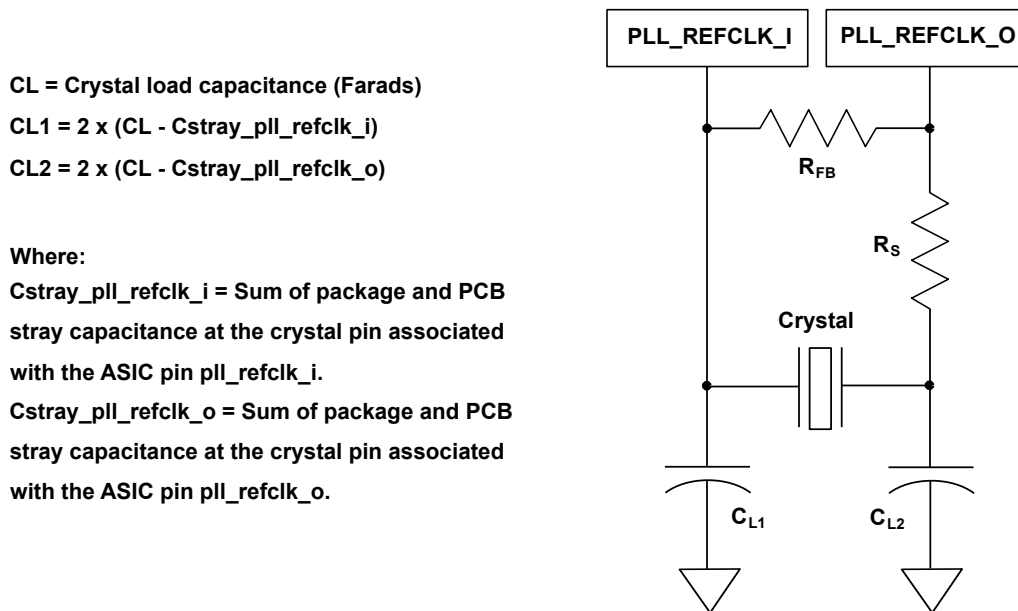 CL = Crystal load capacitance (Farads)
CL1 = 2 x (CL - Cstray_pll_refclk_i)
CL2 = 2 x (CL - Cstray_pll_refclk_o)
Where:
Cstray_pll_refclk_i = Sum of package and PCB
stray capacitance at the crystal pin associated
with the ASIC pin pll_refclk_i.
Cstray_pll_refclk_o = Sum of package and PCB
stray capacitance at the crystal pin associated
with the ASIC pin pll_refclk_o.
PLL_REFCLK_I
PLL_REFCLK_O
RFB
RS
Crystal
CL1
CL2